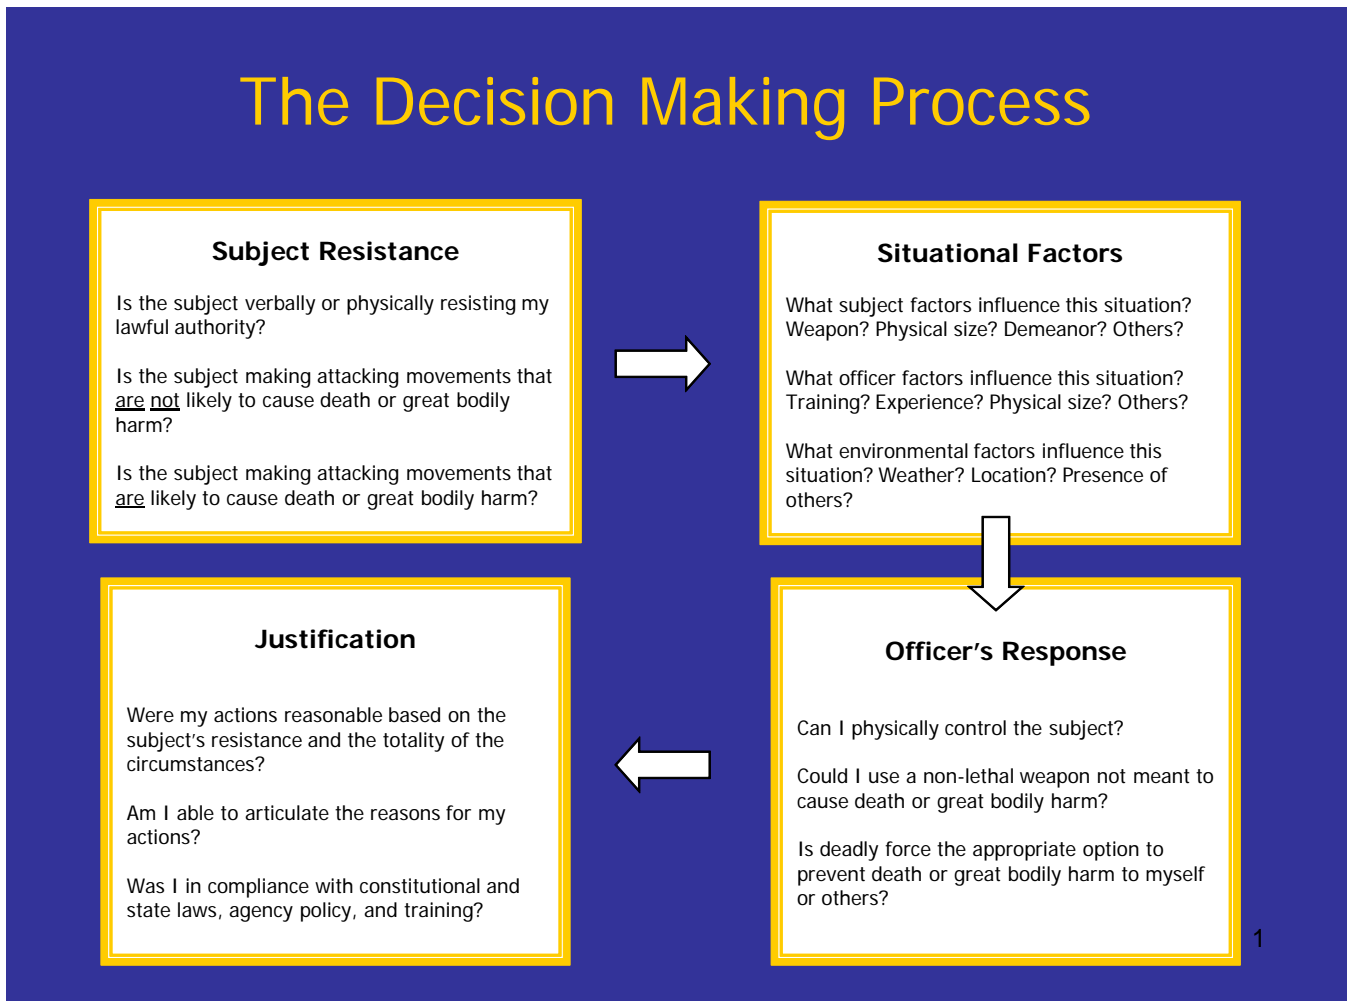 The Decision Making Process
Subject Resistance
Is the subject verbally or physically resisting my
lawful authority?
Is the subject making attacking movements that
are not likely to cause death or great bodily
harm?
Is the subject making attacking movements that
are likely to cause death or great bodily harm?
Situational Factors
What subject factors influence this situation?
Weapon? Physical size? Demeanor? Others?
What officer factors influence this situation?
Training? Experience? Physical size? Others?
What environmental factors influence this
situation? Weather? Location? Presence of
others?
Officer's Response
Can I physically control the subject?
Could I use a non-lethal weapon not meant to
cause death or great bodily harm?
Is deadly force the appropriate option to
prevent death or great bodily harm to myself
or others?
Justification
Were my actions reasonable based on the
subject's resistance and the totality of the
circumstances?
Am I able to articulate the reasons for my
actions?
Was I in compliance with constitutional and
state laws, agency policy, and training?
1